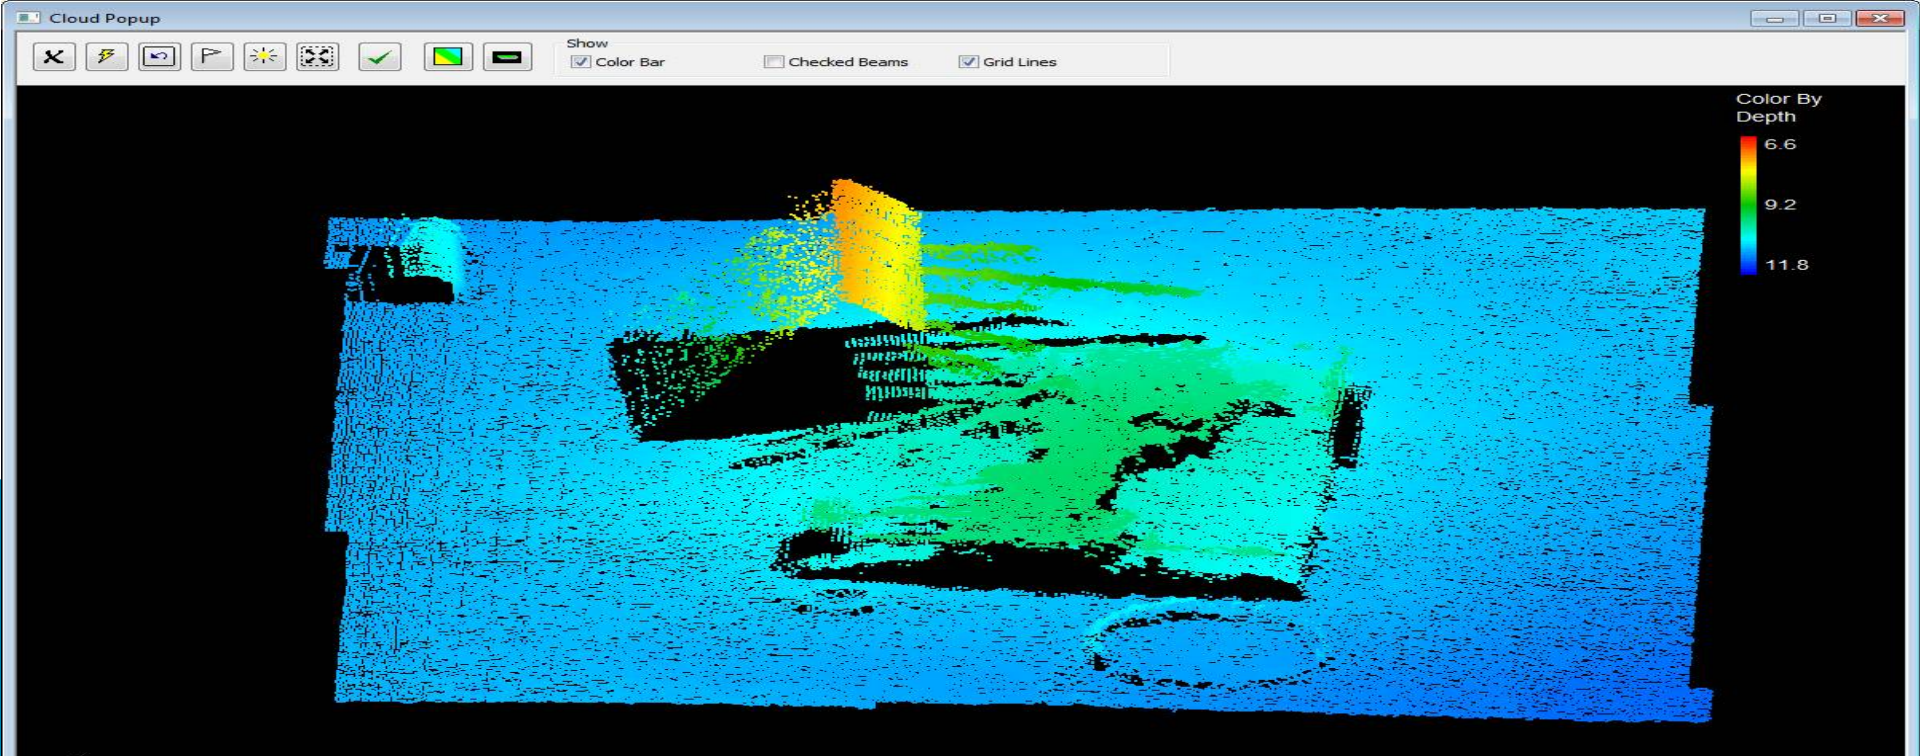 Cloud Popup
Show
Color Bar
Checked Beams
Grid Lines
Color By
Depth
6.6
9.2
11.8